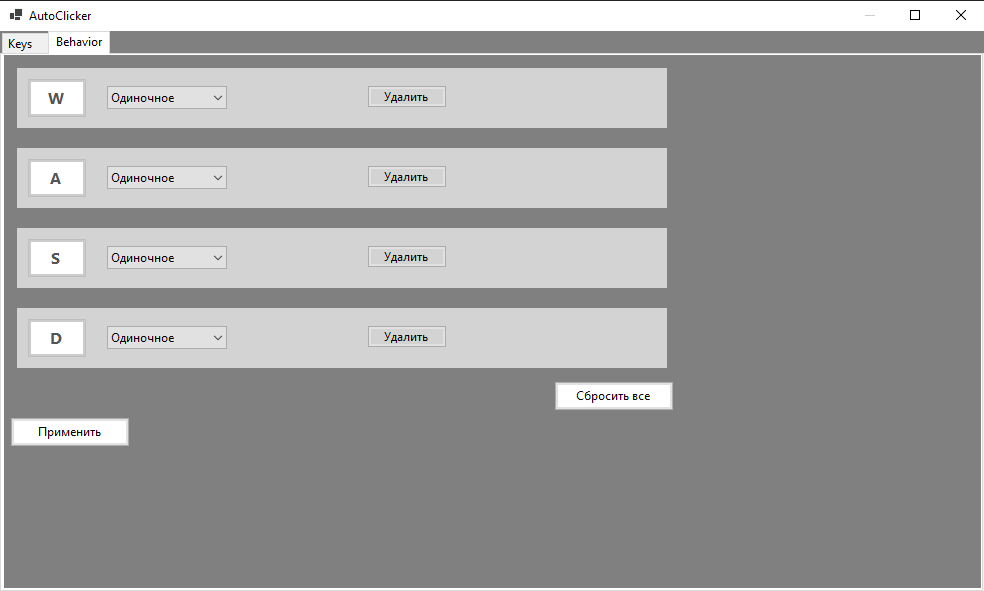 AutoClicker
Keys
Behavior
W
Одиночное
Удалить
A
Одиночное
Удалить
S
Одиночное
Удалить
D
Одиночное
Удалить
Сбросить все
Применить